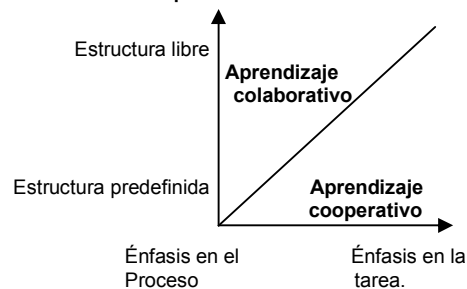 Estructura libre
Aprendizaje
colaborativo
Estructura predefinida
Aprendizaje
cooperativo
Énfasis en el
Proceso
Énfasis en la
tarea.